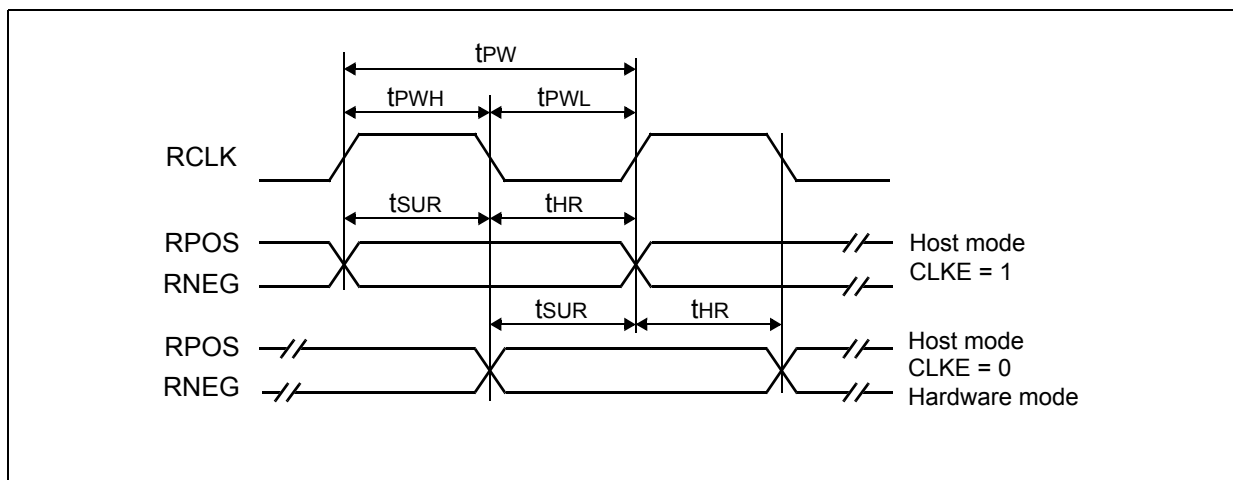 tPW
tPWH tPWL
RCLK
tSUR tHR
RPOS
RNEG
Host mode
CLKE = 1
tSUR tHR
RPOS
RNEG
Host mode
CLKE = 0
Hardware mode